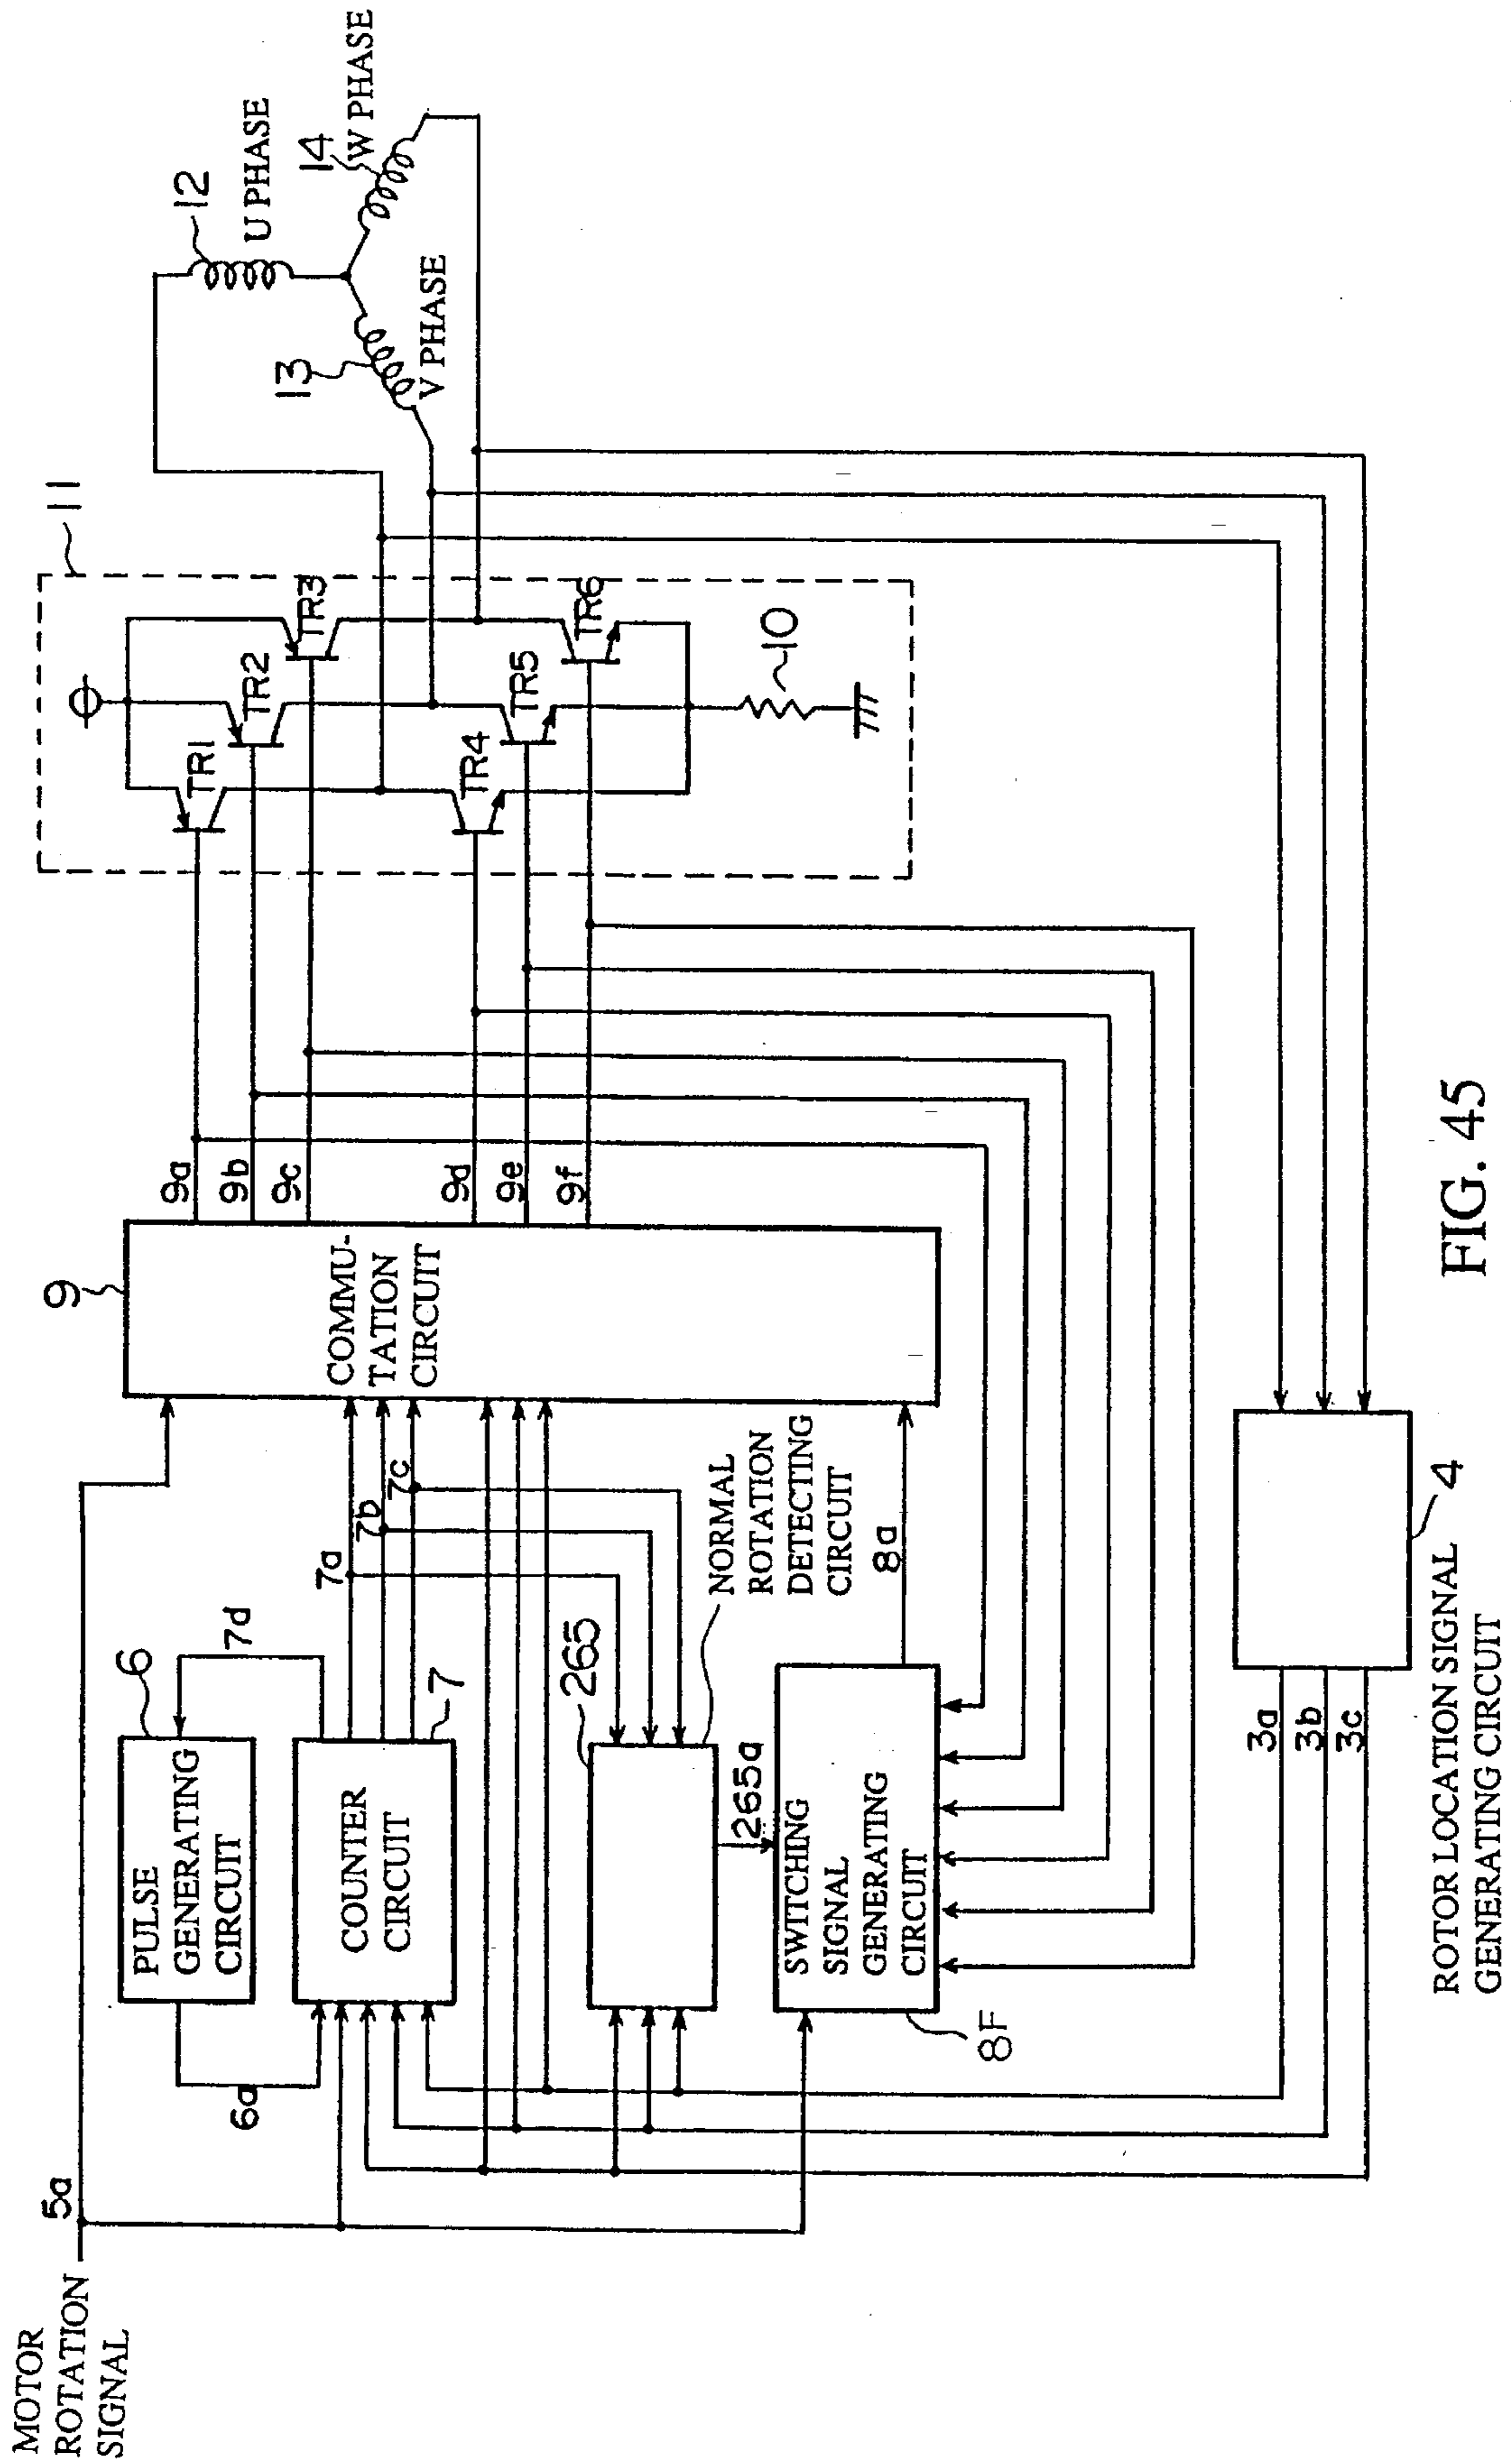 MOTOR
ROTATION
SIGNAL
5a
6a
PULSE
GENERATING
CIRCUIT
6
7d
COUNTER
CIRCUIT
7
7a
7b
7c
265
NORMAL
ROTATION
DETECTING
CIRCUIT
265a
SWITCHING
SIGNAL
GENERATING
CIRCUIT
8F
8a
9
COMMU-
TATION
CIRCUIT
9a
9b
9c
9d
9e
9f
11
TR1
TR2
TR3
TR4
TR5
TR6
10
12
U PHASE
13
V PHASE
14
W PHASE
3a
3b
3c
4
ROTOR LOCATION SIGNAL
GENERATING CIRCUIT
FIG. 45